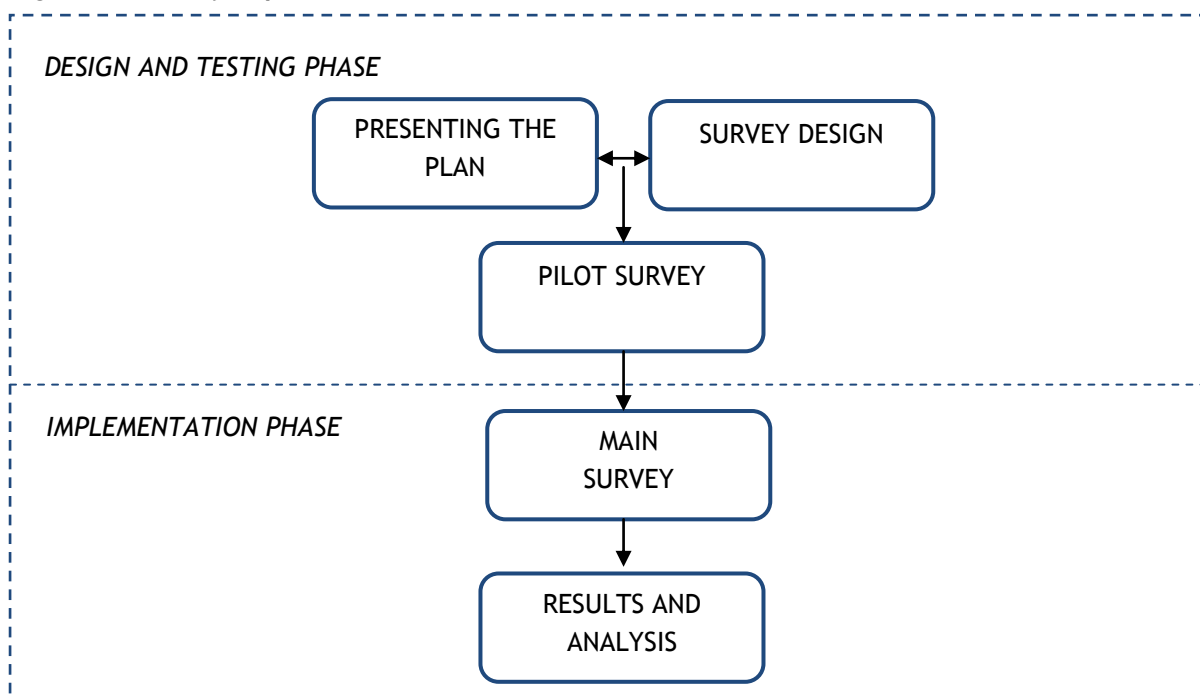 DESIGN AND TESTING PHASE
PRESENTING THE
PLAN
SURVEY DESIGN
PILOT SURVEY
IMPLEMENTATION PHASE
MAIN
SURVEY
RESULTS AND
ANALYSIS